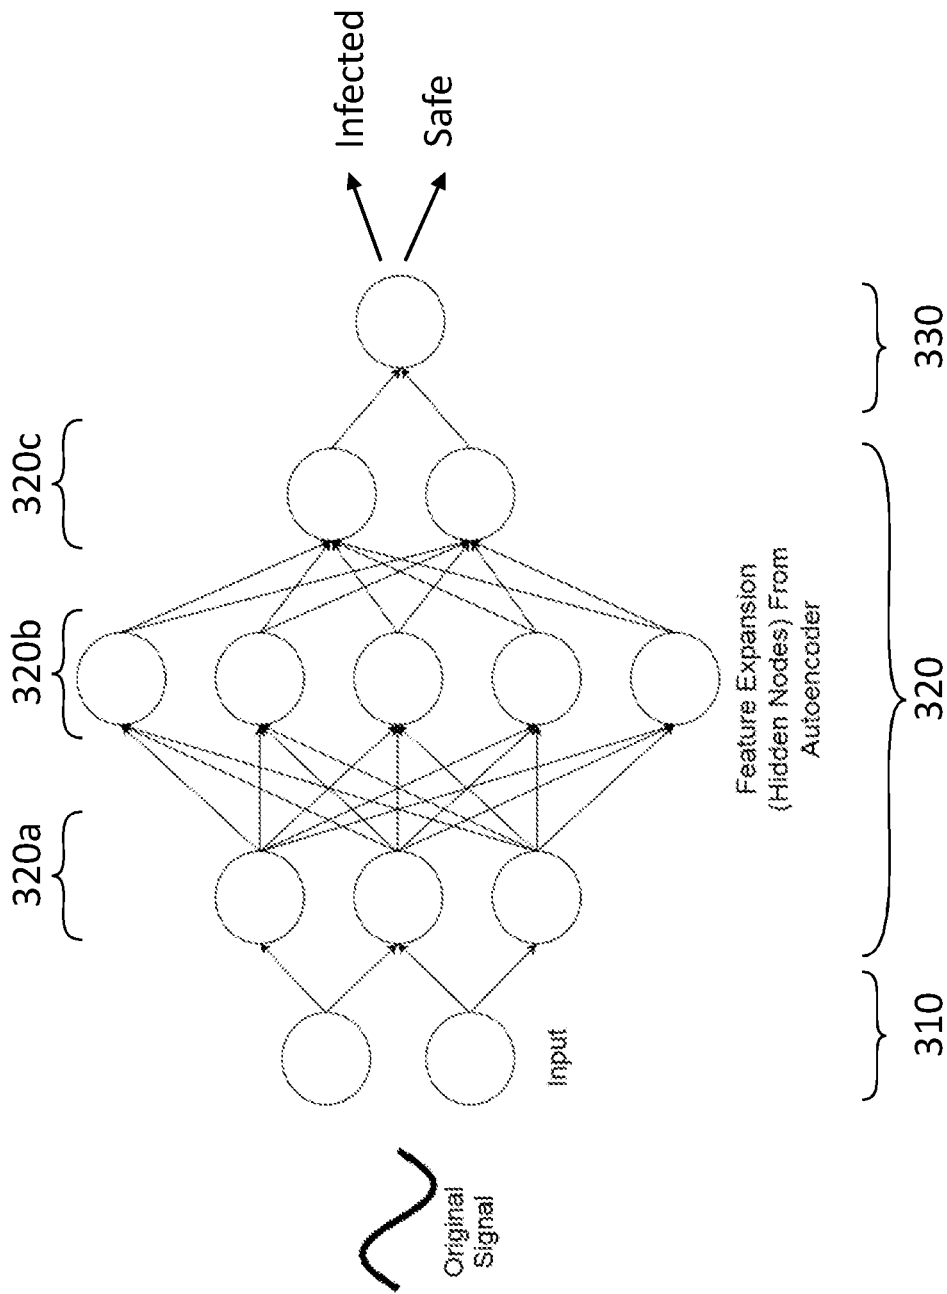 320a
320b
320c
Infected
Safe
Original
Signal
Input
Feature Expansion
(Hidden Nodes) From
Autoencoder
310
320
330